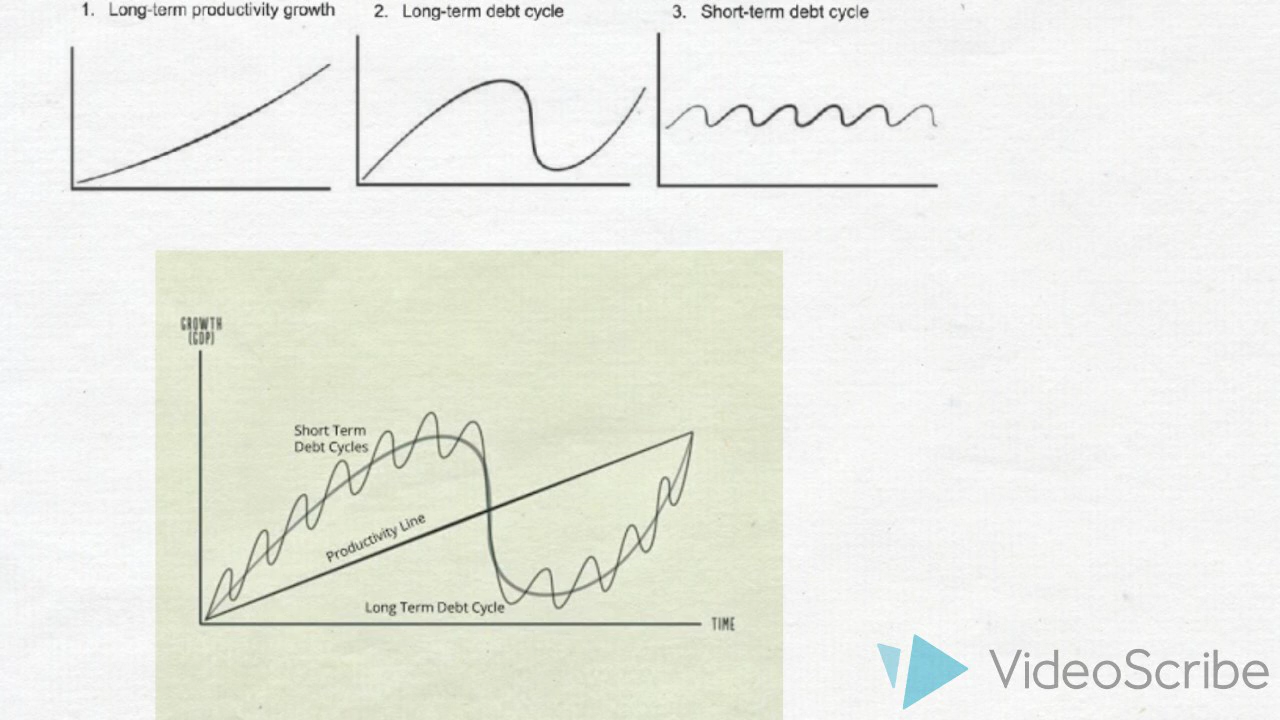 1. Long-term productivity growth
2. Long-term debt cycle
3. Short-term debt cycle
GROWTH
(GDP)
Short Term
Debt Cycles
Productivity Line
Long Term Debt Cycle
TIME
VideoScribe